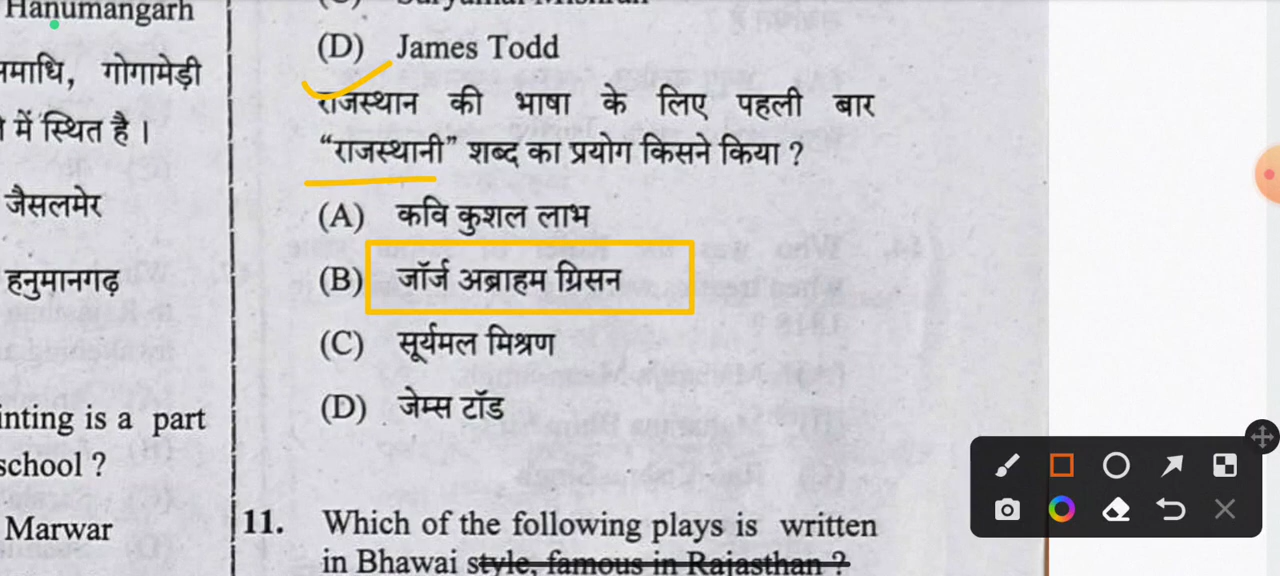 Hanumangarh
समाधि, गोगामेड़ी
में स्थित है।
जैसलमेर
हनुमानगढ़
inting is a part
school ?
Marwar
(D) James Todd
राजस्थान की भाषा के लिए पहली बार
“राजस्थानी” शब्द का प्रयोग किसने किया ?
(A) कवि कुशल लाभ
(B) जॉर्ज अब्राहम ग्रिसन
(C) सूर्यमल मिश्रण
(D) जेम्स टॉड
11. Which of the following plays is written
in Bhawai style, famous in Rajasthan ?